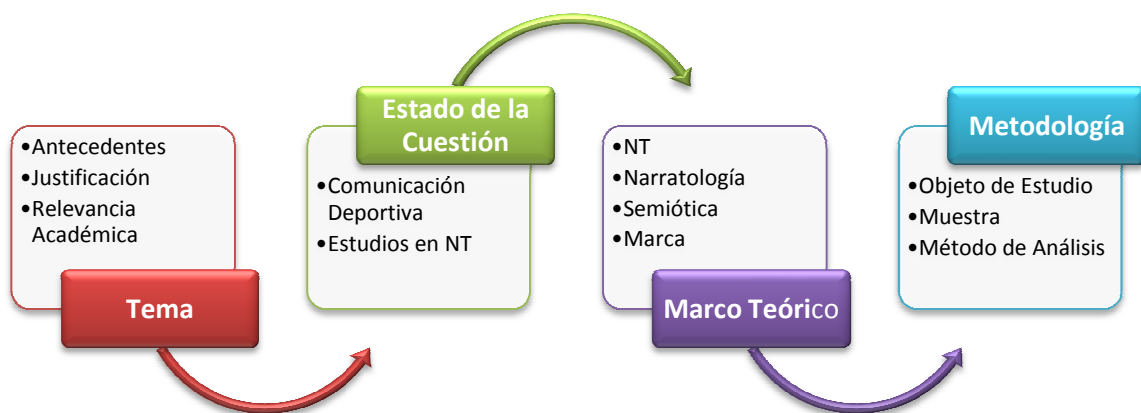 •Antecedentes
•Justificación
•Relevancia
Académica
Tema
Estado de la
Cuestión
•Comunicación
Deportiva
•Estudios en NT
•NT
•Narratología
•Semiótica
•Marca
Marco Teórico
Metodología
•Objeto de Estudio
•Muestra
•Método de Análisis